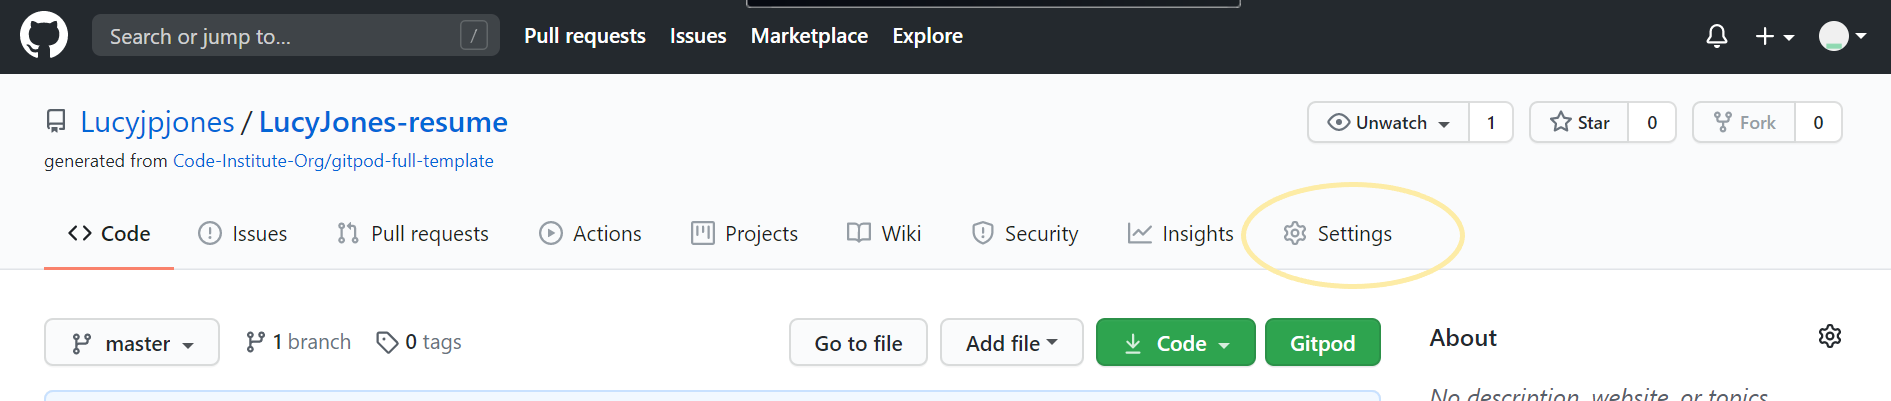 Search or jump to... / Pull requests Issues Marketplace Explore
Lucyjpjones / LucyJones-resume Unwatch 1 Star 0 Fork 0
generated from Code-Institute-Org/gitpod-full-template
Code Issues Pull requests Actions Projects Wiki Security Insights Settings
master 1 branch 0 tags Go to file Add file Code Gitpod About
No description, website, or topics